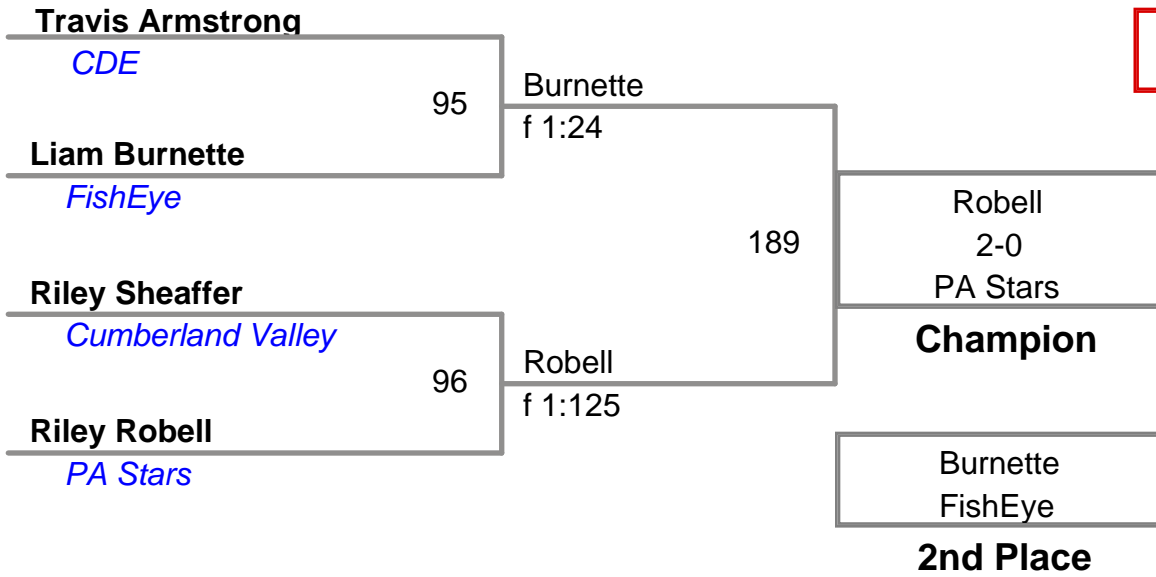 Travis Armstrong
CDE
95
Burnette
f 1:24
Liam Burnette
FishEye
189
Robell
2-0
PA Stars
Champion
Riley Sheaffer
Cumberland Valley
96
Robell
f 1:125
Riley Robell
PA Stars
Burnette
FishEye
2nd Place